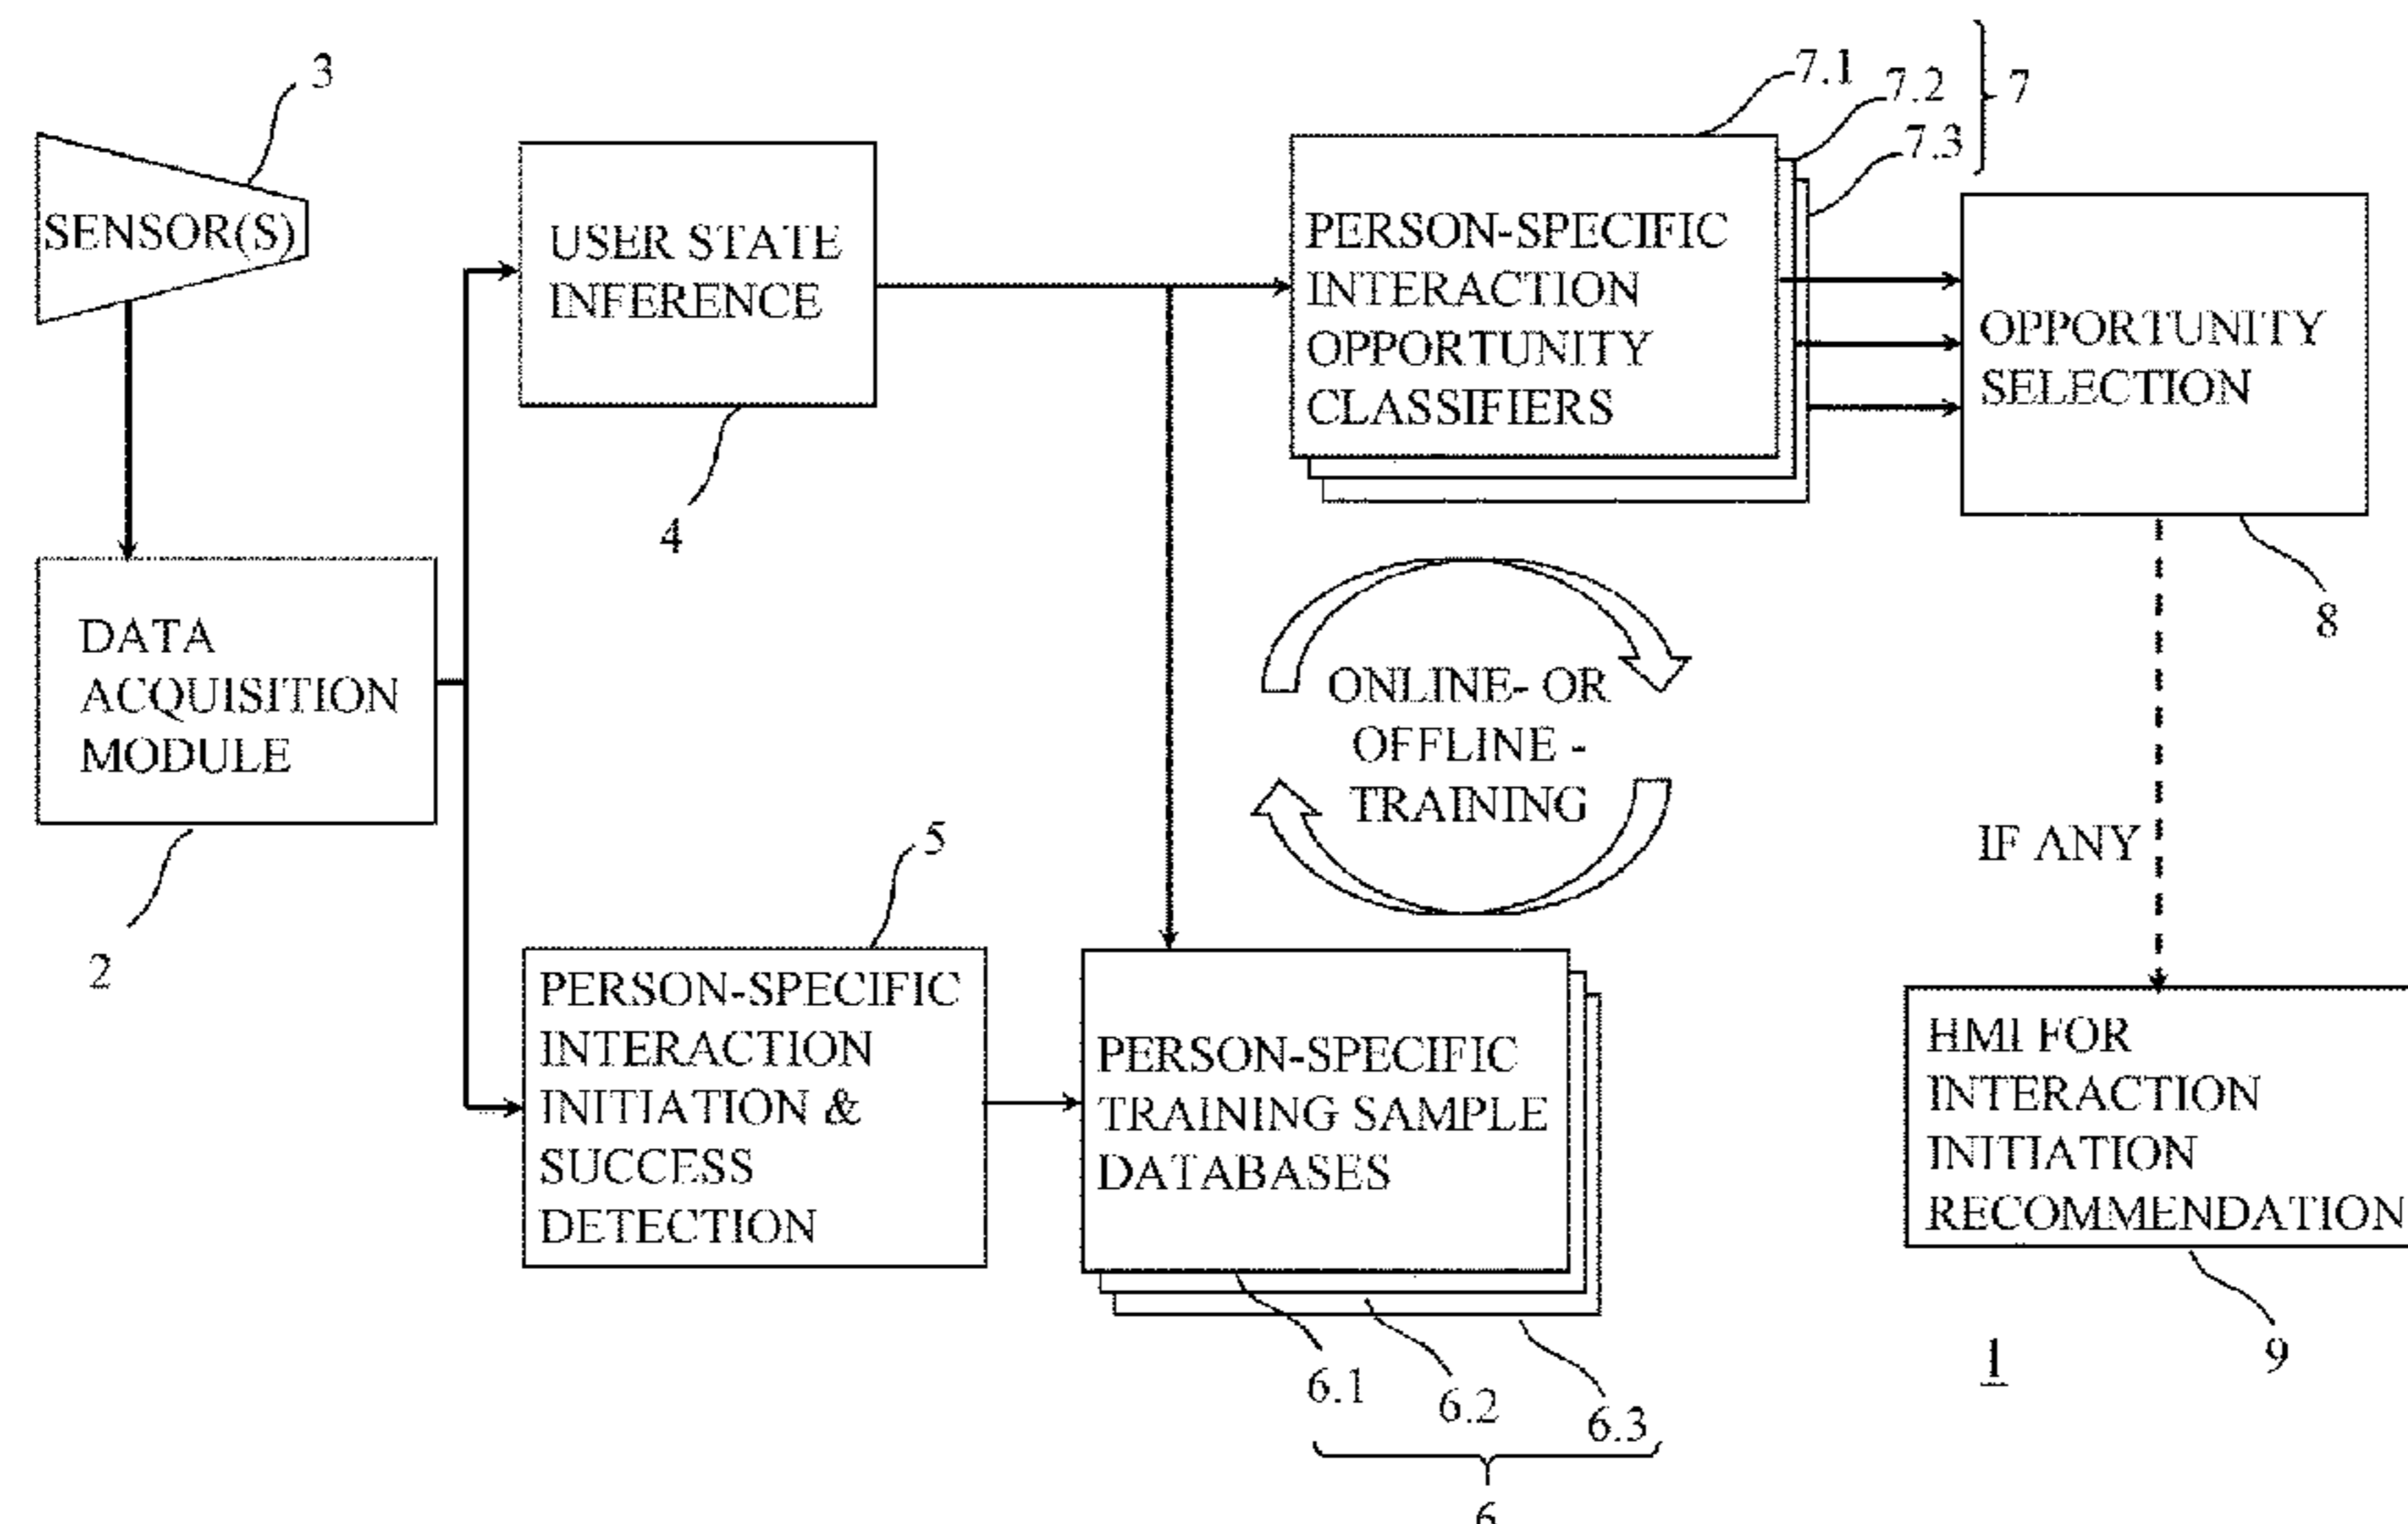 3
SENSOR(S)
USER STATE
INFERENCE
4
7.1
7.2
7.3
7
PERSON-SPECIFIC
INTERACTION
OPPORTUNITY
CLASSIFIERS
OPPORTUNITY
SELECTION
8
DATA
ACQUISITION
MODULE
2
ONLINE- OR
OFFLINE -
TRAINING
IF ANY
5
PERSON-SPECIFIC
INTERACTION
INITIATION &
SUCCESS
DETECTION
PERSON-SPECIFIC
TRAINING SAMPLE
DATABASES
6.1
6.2
6.3
6
HMI FOR
INTERACTION
INITIATION
RECOMMENDATION
9
1